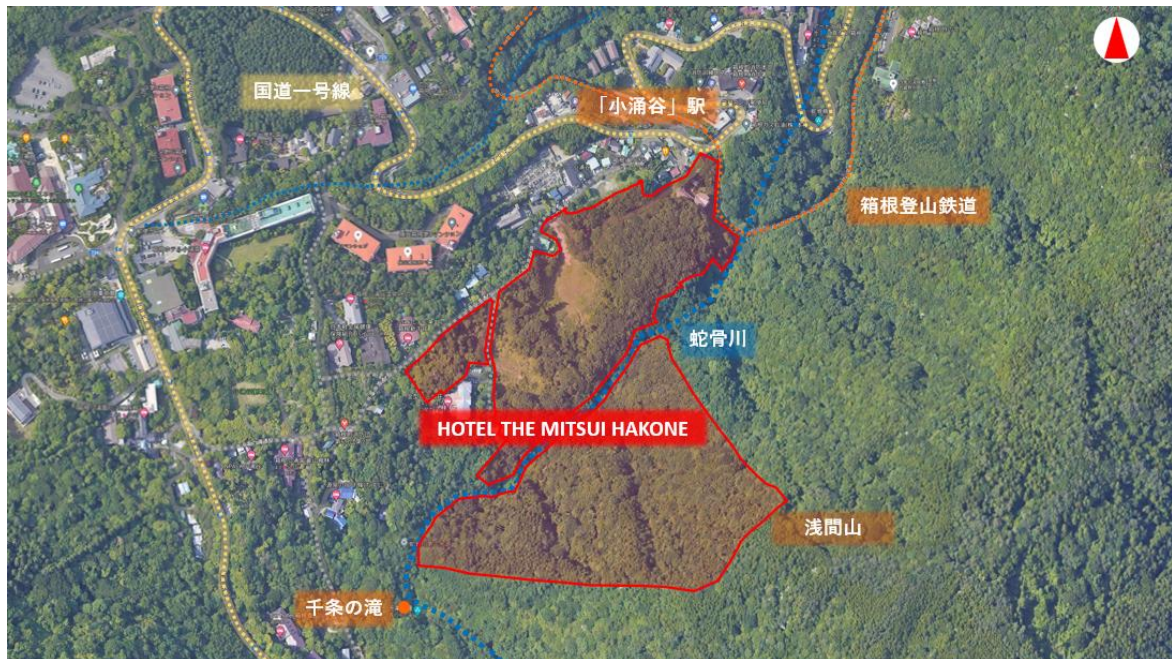 国道一号線
「小涌谷」駅
箱根登山鉄道
蛇骨川
HOTEL THE MITSUI HAKONE
浅間山
千条の滝